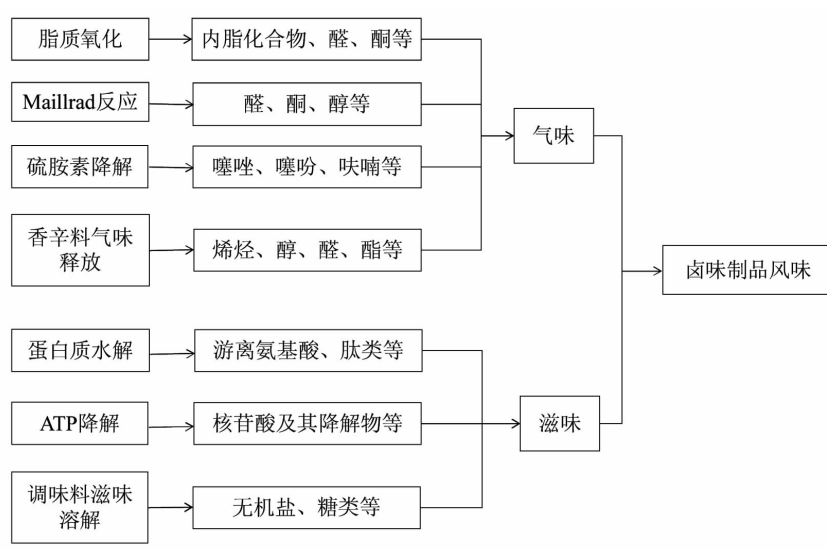 脂质氧化
内脂化合物、醛、酮等
Maillrad反应
醛、酮、醇等
气味
硫胺素降解
噻唑、噻吩、呋喃等
香辛料气味
释放
烯烃、醇、醛、酯等
卤味制品风味
蛋白质水解
游离氨基酸、肽类等
ATP降解
核苷酸及其降解物等
滋味
调味料滋味
溶解
无机盐、糖类等